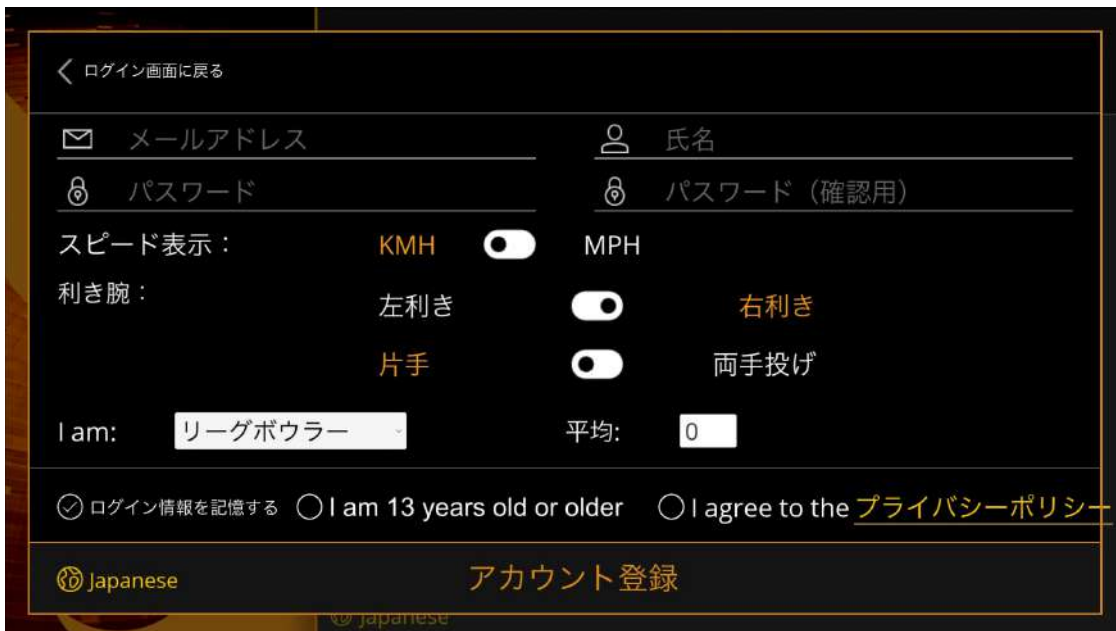 ログイン画面に戻る
メールアドレス 氏名
パスワード パスワード（確認用）
スピード表示： KMH MPH
利き腕： 左利き 右利き
片手 両手投げ
I am: リーグボウラー 平均: 0
ログイン情報を記憶する I am 13 years old or older I agree to the プライバシーポリシー
Japanese アカウント登録
Japanese